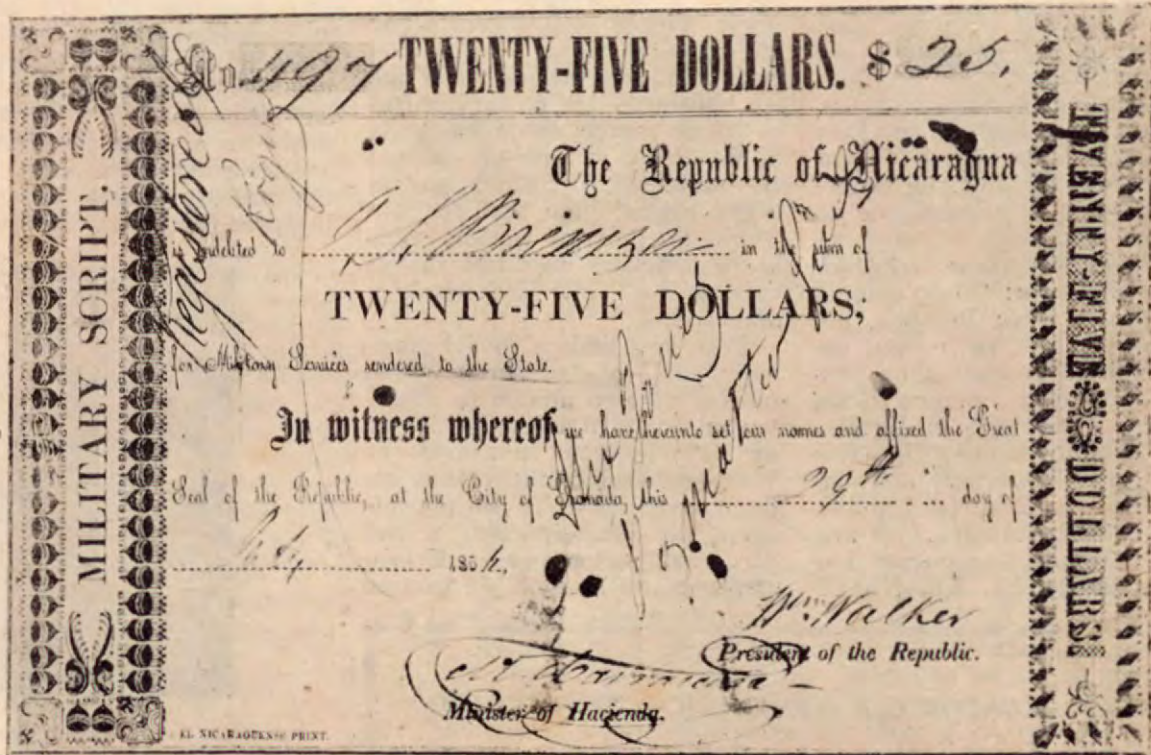 No 497 TWENTY-FIVE DOLLARS. $ 25.
The Republic of Nicaragua
is indebted to in the sum of
TWENTY-FIVE DOLLARS,
for Military Services rendered to the State.
In witness whereof we have hereunto set our names and affixed the Great
Seal of the Republic, at the City of Granada, this 29th day of
1856,
Wm Walker
President of the Republic.
Minister of Hacienda.
EL NICARAGUENSE PRINT.
MILITARY SCRIPT.
Registered
TWENTY-FIVE DOLLARS